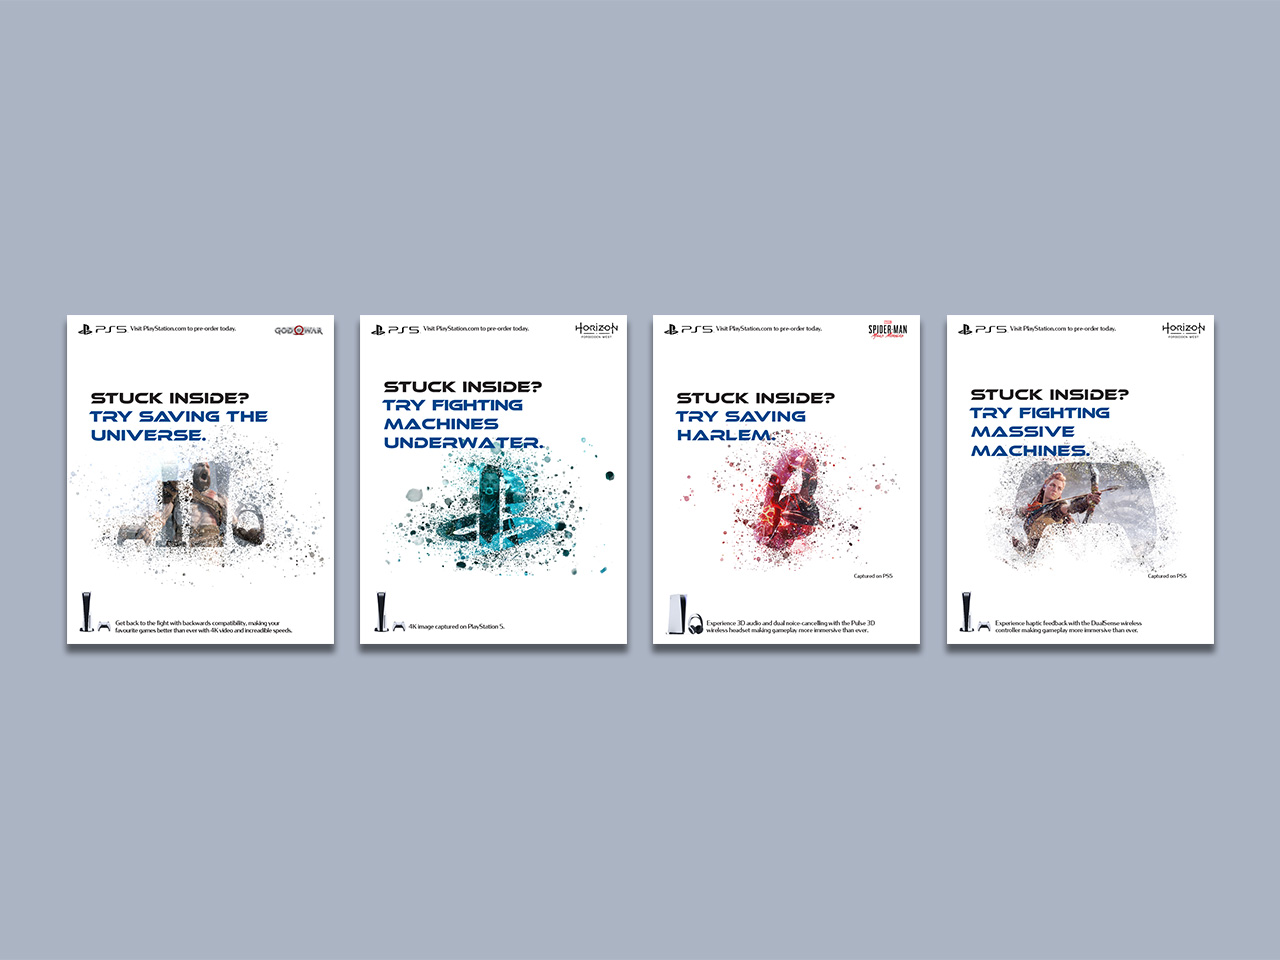 PS5 Visit PlayStation.com to pre-order today.
GOD WAR
STUCK INSIDE?
TRY SAVING THE
UNIVERSE.
Get back to the fight with backwards compatibility, making your
favourite games better than ever with 4K video and increadible speeds.
PS5 Visit PlayStation.com to pre-order today.
HORIZON
FORBIDDEN WEST
STUCK INSIDE?
TRY FIGHTING
MACHINES
UNDERWATER.
4K image captured on PlayStation 5.
PS5 Visit PlayStation.com to pre-order today.
SPIDER-MAN
Miles Morales
STUCK INSIDE?
TRY SAVING
HARLEM.
Captured on PS5
Experience 3D audio and dual noice-cancelling with the Pulse 3D
wireless headset making gameplay more immersive than ever.
PS5 Visit PlayStation.com to pre-order today.
HORIZON
FORBIDDEN WEST
STUCK INSIDE?
TRY FIGHTING
MASSIVE
MACHINES.
Captured on PS5
Experience haptic feedback with the DualSense wireless
controller making gameplay more immersive than ever.